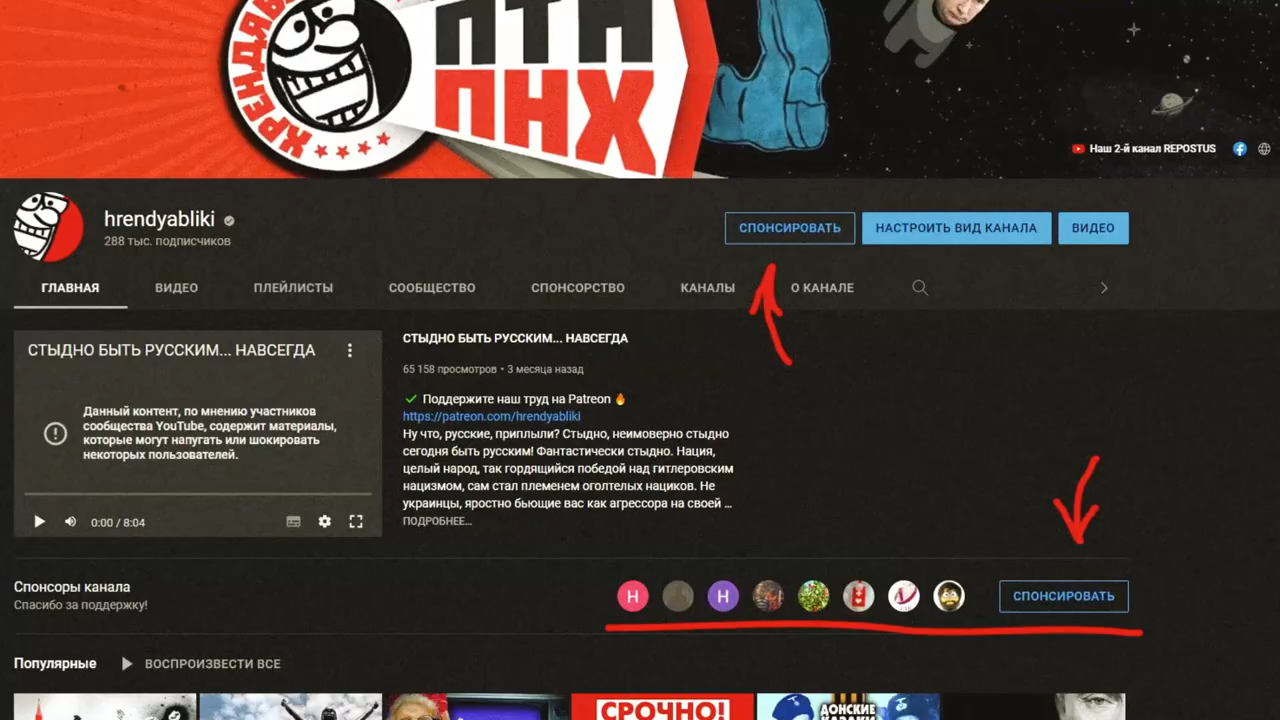 ХРЕНДЯБЛ
ПТН
ПНХ
Наш 2-й канал REPOSTUS
hrendyabliki
288 тыс. подписчиков
СПОНСИРОВАТЬ
НАСТРОИТЬ ВИД КАНАЛА
ВИДЕО
ГЛАВНАЯ
ВИДЕО
ПЛЕЙЛИСТЫ
СООБЩЕСТВО
СПОНСОРСТВО
КАНАЛЫ
О КАНАЛЕ
СТЫДНО БЫТЬ РУССКИМ... НАВСЕГДА
Данный контент, по мнению участников
сообщества YouTube, содержит материалы,
которые могут напугать или шокировать
некоторых пользователей.
0:00 / 8:04
СТЫДНО БЫТЬ РУССКИМ... НАВСЕГДА
65 158 просмотров • 3 месяца назад
Поддержите наш труд на Patreon
https://patreon.com/hrendyabliki
Ну что, русские, приплыли? Стыдно, неимоверно стыдно
сегодня быть русским! Фантастически стыдно. Нация,
целый народ, так гордящийся победой над гитлеровским
нацизмом, сам стал племенем оголтелых нациков. Не
украинцы, яростно бьющие вас как агрессора на своей ...
ПОДРОБНЕЕ...
Спонсоры канала
Спасибо за поддержку!
Н
Н
СПОНСИРОВАТЬ
Популярные
ВОСПРОИЗВЕСТИ ВСЕ
СРОЧНО!
ДОНСКИЕ
КАЗАКИ